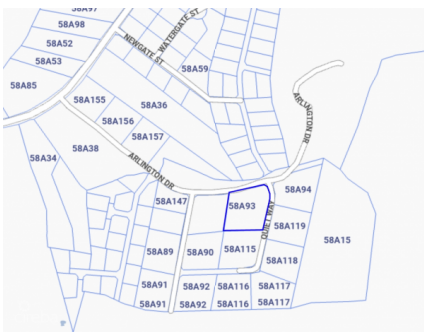 58A97
58A98
58A52
58A53
58A85
WATERGATE ST
NEWGATE ST
58A59
58A155
58A36
58A156
58A157
ARLINGTON DR
58A34
58A38
ARLINGTON DR
58A94
58A147
58A93
58A119
QUIET WAY
58A15
58A89
58A90
58A115
58A118
58A91
58A92
58A116
58A117
58A91
58A92
58A116
58A117